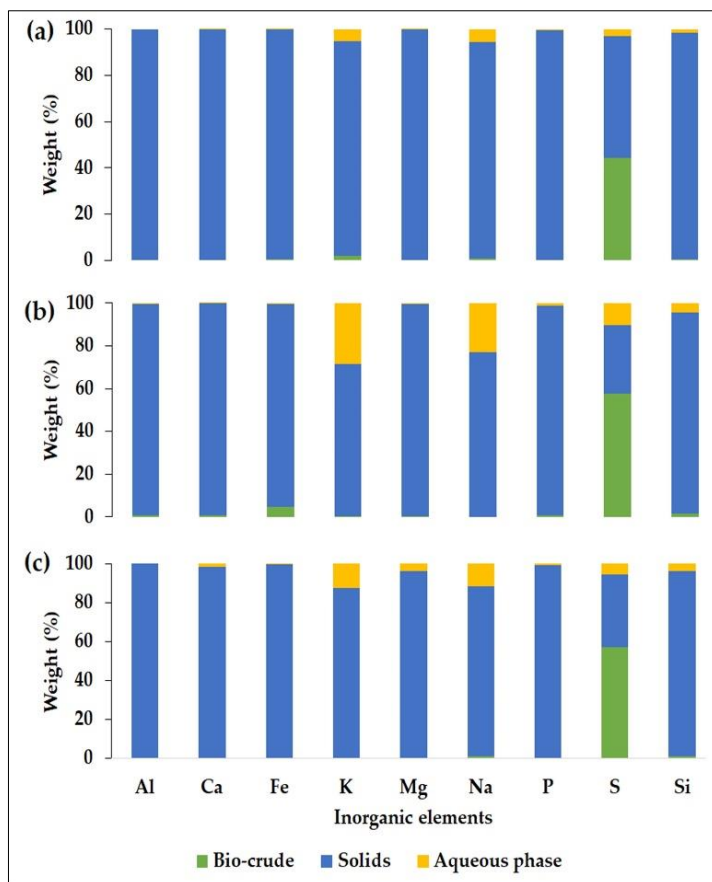 (a)
Weight (%)
100
80
60
40
20
0
(b)
Weight (%)
100
80
60
40
20
0
(c)
Weight (%)
100
80
60
40
20
0
Al Ca Fe K Mg Na P S Si
Inorganic elements
Bio-crude Solids Aqueous phase